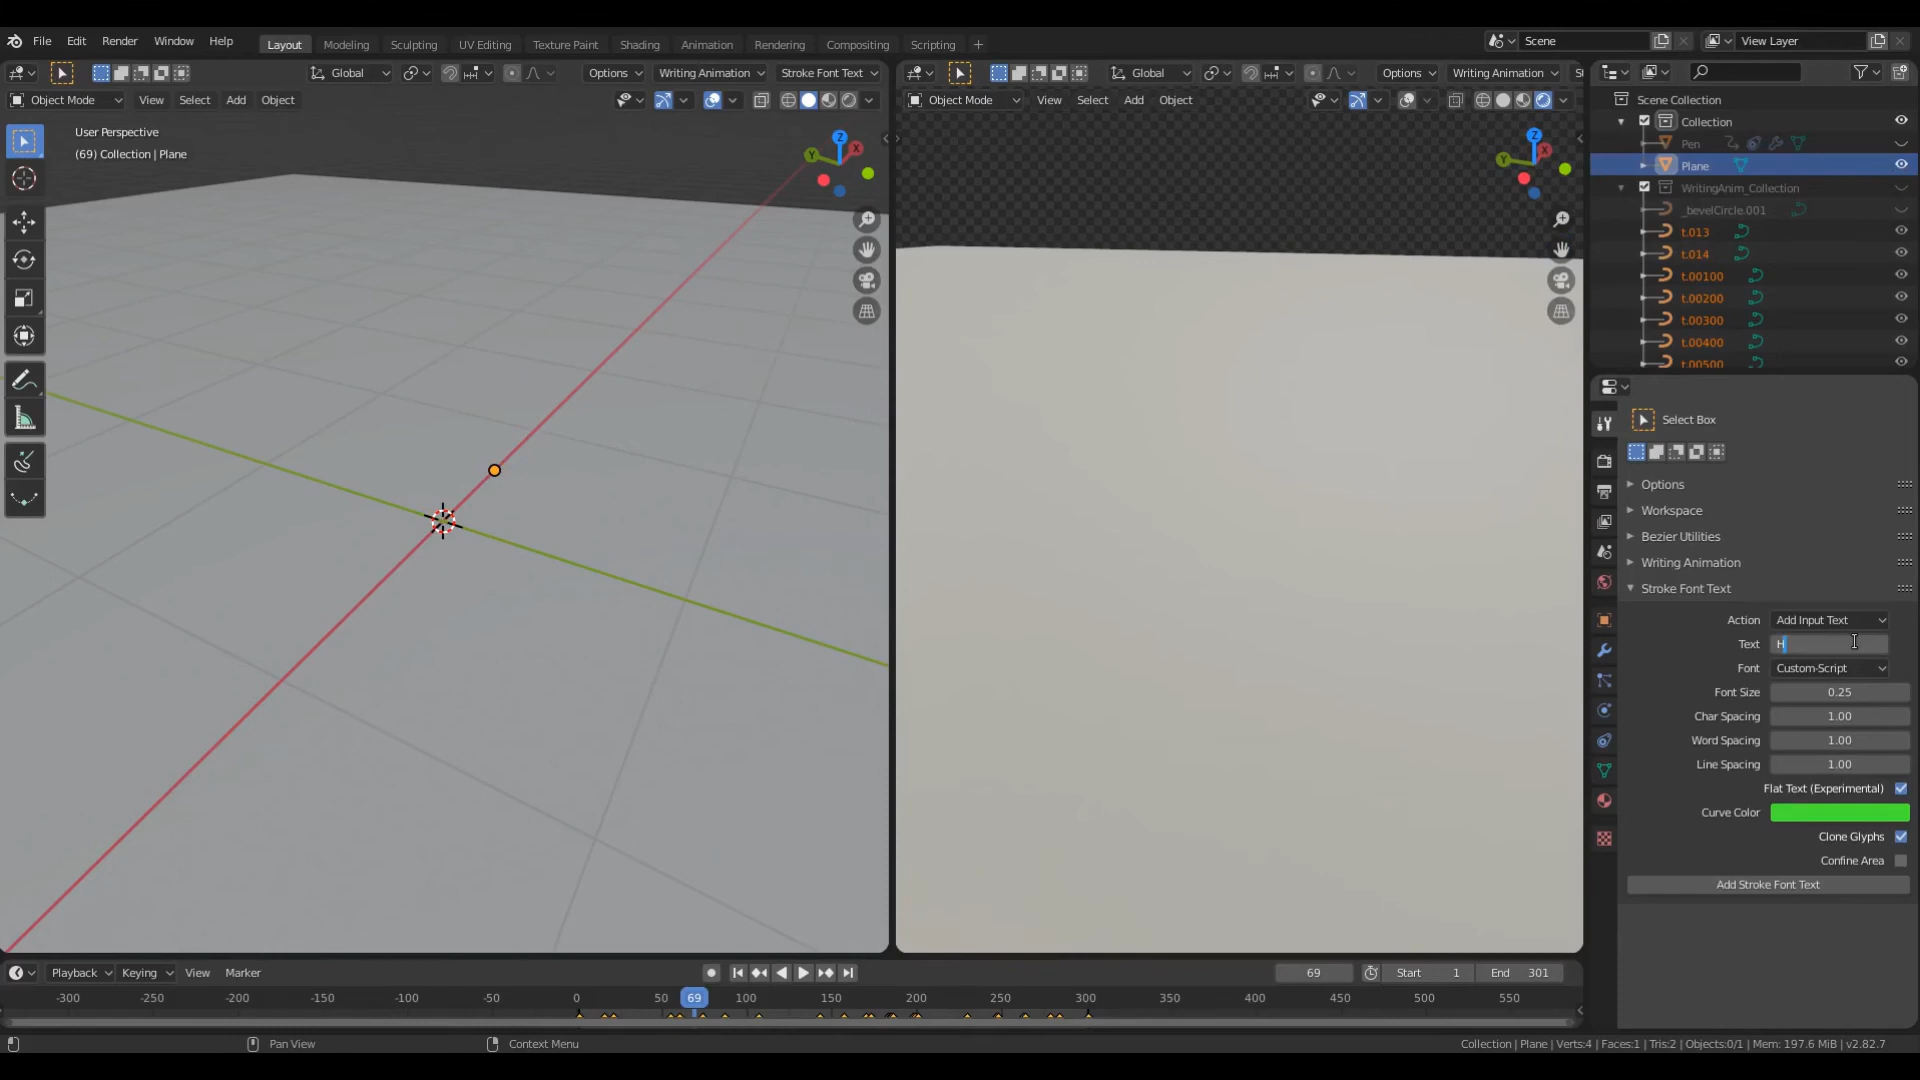 File Edit Render Window Help Layout Modeling Sculpting UV Editing Texture Paint Shading Animation Rendering Compositing Scripting + Scene View Layer
Global Options Writing Animation Stroke Font Text Global Options Writing Animation St
Object Mode View Select Add Object Object Mode View Select Add Object
User Perspective
(69) Collection | Plane
Z
Y
X
Z
Y
X
Scene Collection
Collection
Pen
Plane
WritingAnim_Collection
_bevelCircle.001
t.013
t.014
t.00100
t.00200
t.00300
t.00400
t.00500
Select Box
Options
Workspace
Bezier Utilities
Writing Animation
Stroke Font Text
Action Add Input Text
Text H
Font Custom-Script
Font Size 0.25
Char Spacing 1.00
Word Spacing 1.00
Line Spacing 1.00
Flat Text (Experimental)
Curve Color
Clone Glyphs
Confine Area
Add Stroke Font Text
Playback Keying View Marker 69 Start 1 End 301
-300 -250 -200 -150 -100 -50 0 50 69 100 150 200 250 300 350 400 450 500 550
Pan View Context Menu Collection | Plane | Verts:4 | Faces:1 | Tris:2 | Objects:0/1 | Mem: 197.6 MiB | v2.82.7